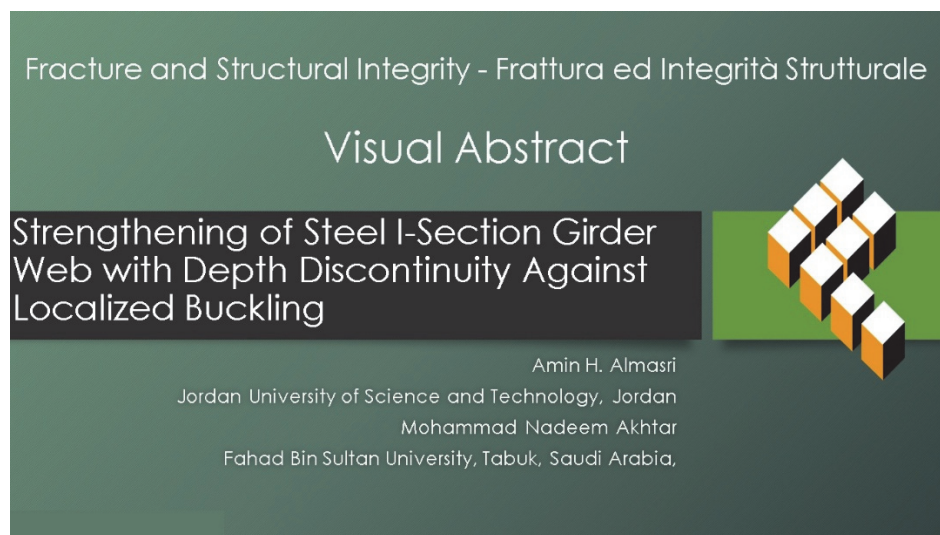 Fracture and Structural Integrity - Frattura ed Integrità Strutturale
Visual Abstract
Strengthening of Steel I-Section Girder
Web with Depth Discontinuity Against
Localized Buckling
Amin H. Almasri
Jordan University of Science and Technology, Jordan
Mohammad Nadeem Akhtar
Fahad Bin Sultan University, Tabuk, Saudi Arabia,